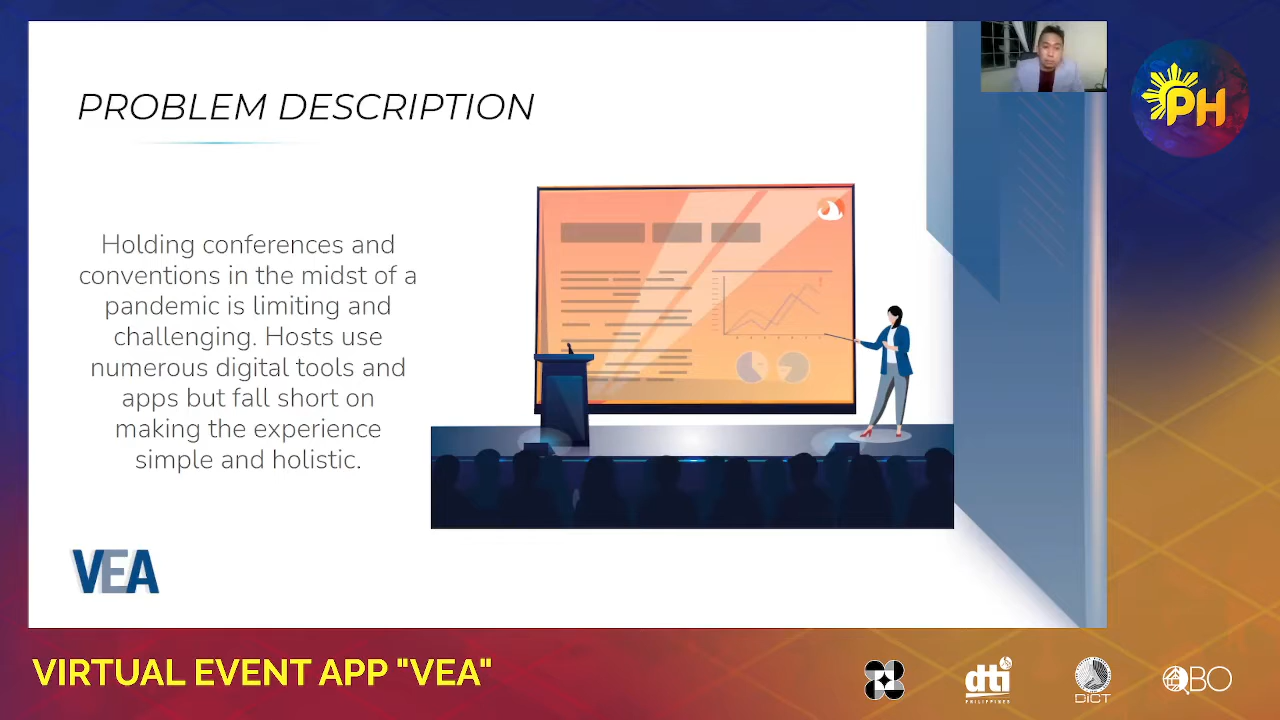 PROBLEM DESCRIPTION
PH
Holding conferences and
conventions in the midst of a
pandemic is limiting and
challenging. Hosts use
numerous digital tools and
apps but fall short on
making the experience
simple and holistic.
VEA
VIRTUAL EVENT APP "VEA"
dti
PHILIPPINES
DICT
QBO